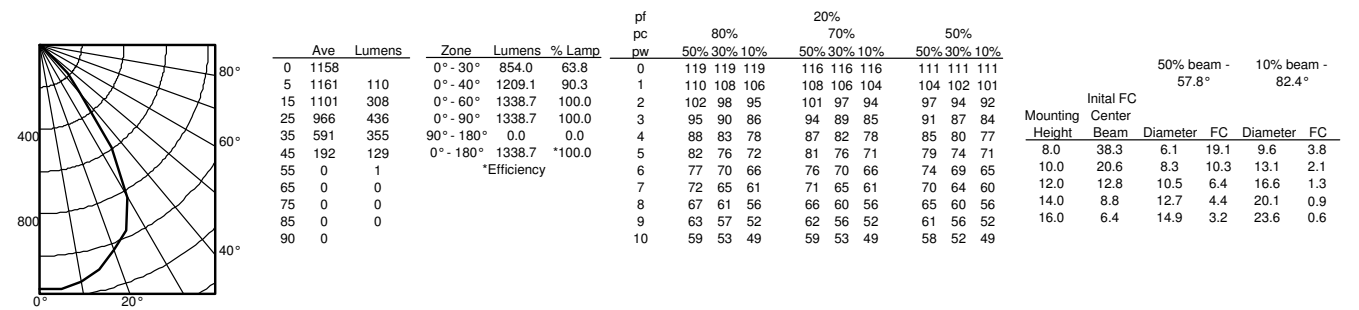 400
800
0° 20°
80°
60°
40°
Ave Lumens
0 1158
5 1161 110
15 1101 308
25 966 436
35 591 355
45 192 129
55 0 1
65 0 0
75 0 0
85 0 0
90 0
Zone Lumens % Lamp
0° - 30° 854.0 63.8
0° - 40° 1209.1 90.3
0° - 60° 1338.7 100.0
0° - 90° 1338.7 100.0
90° - 180° 0.0 0.0
0° - 180° 1338.7 *100.0
*Efficiency
pf 20%
pc 80% 70% 50%
pw 50% 30% 10% 50% 30% 10% 50% 30% 10%
0 119 119 119 116 116 116 111 111 111
1 110 108 106 108 106 104 104 102 101
2 102 98 95 101 97 94 97 94 92
3 95 90 86 94 89 85 91 87 84
4 88 83 78 87 82 78 85 80 77
5 82 76 72 81 76 71 79 74 71
6 77 70 66 76 70 66 74 69 65
7 72 65 61 71 65 61 70 64 60
8 67 61 56 66 60 56 65 60 56
9 63 57 52 62 56 52 61 56 52
10 59 53 49 59 53 49 58 52 49
50% beam - 10% beam -
57.8° 82.4°
Inital FC
Mounting Center
Height Beam Diameter FC Diameter FC
8.0 38.3 6.1 19.1 9.6 3.8
10.0 20.6 8.3 10.3 13.1 2.1
12.0 12.8 10.5 6.4 16.6 1.3
14.0 8.8 12.7 4.4 20.1 0.9
16.0 6.4 14.9 3.2 23.6 0.6